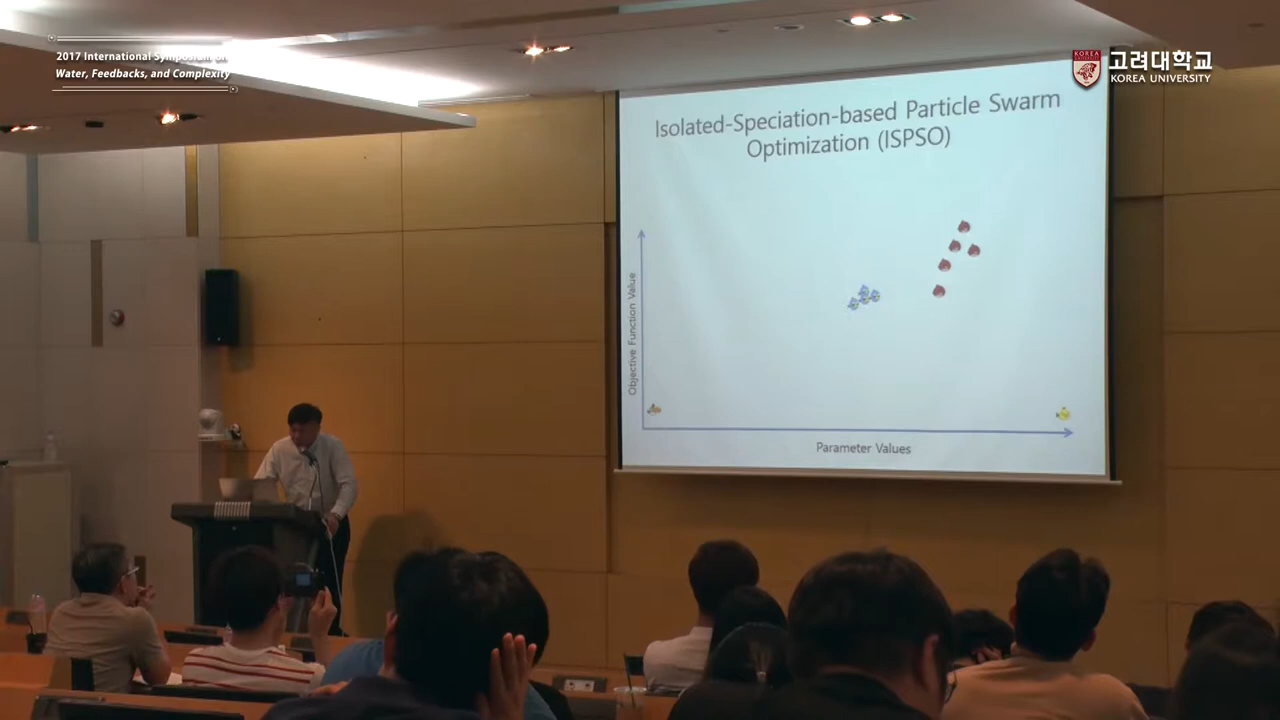 2017 International Symposium on
Water, Feedbacks, and Complexity
KOREA
고려대학교
KOREA UNIVERSITY
Isolated-Speciation-based Particle Swarm
Optimization (ISPSO)
Objective Function Value
Parameter Values